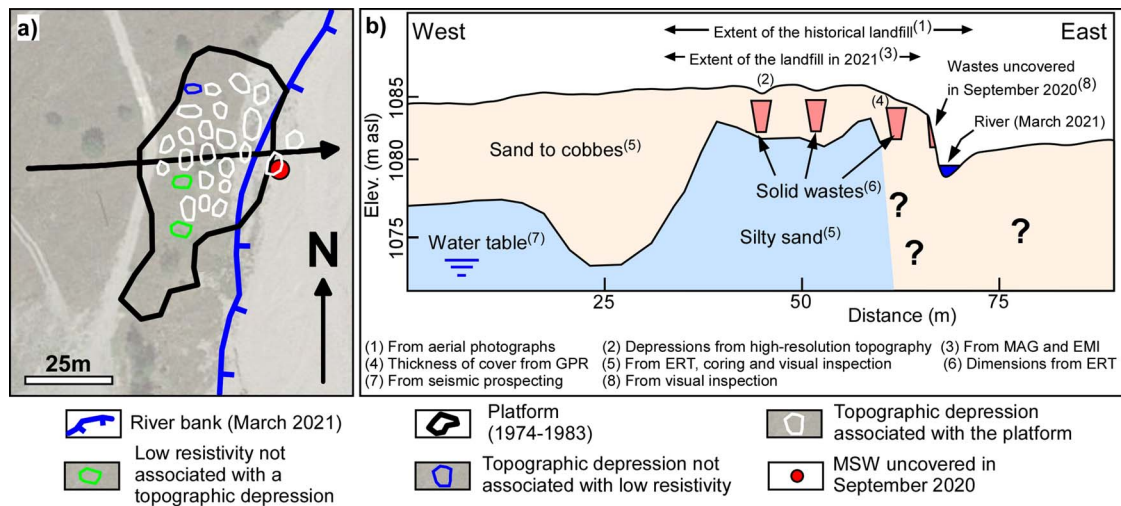 a)
N
25m
b)
West
East
Extent of the historical landfill(1)
Extent of the landfill in 2021(3)
Wastes uncovered
in September 2020(8)
River (March 2021)
(2)
(4)
1085
1080
1075
Elev. (m asl)
Sand to cobbes(5)
Solid wastes(6)
Water table(7)
Silty sand(5)
?
?
?
25
50
75
Distance (m)
(1) From aerial photographs (2) Depressions from high-resolution topography (3) From MAG and EMI
(4) Thickness of cover from GPR (5) From ERT, coring and visual inspection (6) Dimensions from ERT
(7) From seismic prospecting (8) From visual inspection
River bank (March 2021)
Low resistivity not
associated with a
topographic depression
Platform
(1974-1983)
Topographic depression not
associated with low resistivity
Topographic depression
associated with the platform
MSW uncovered in
September 2020